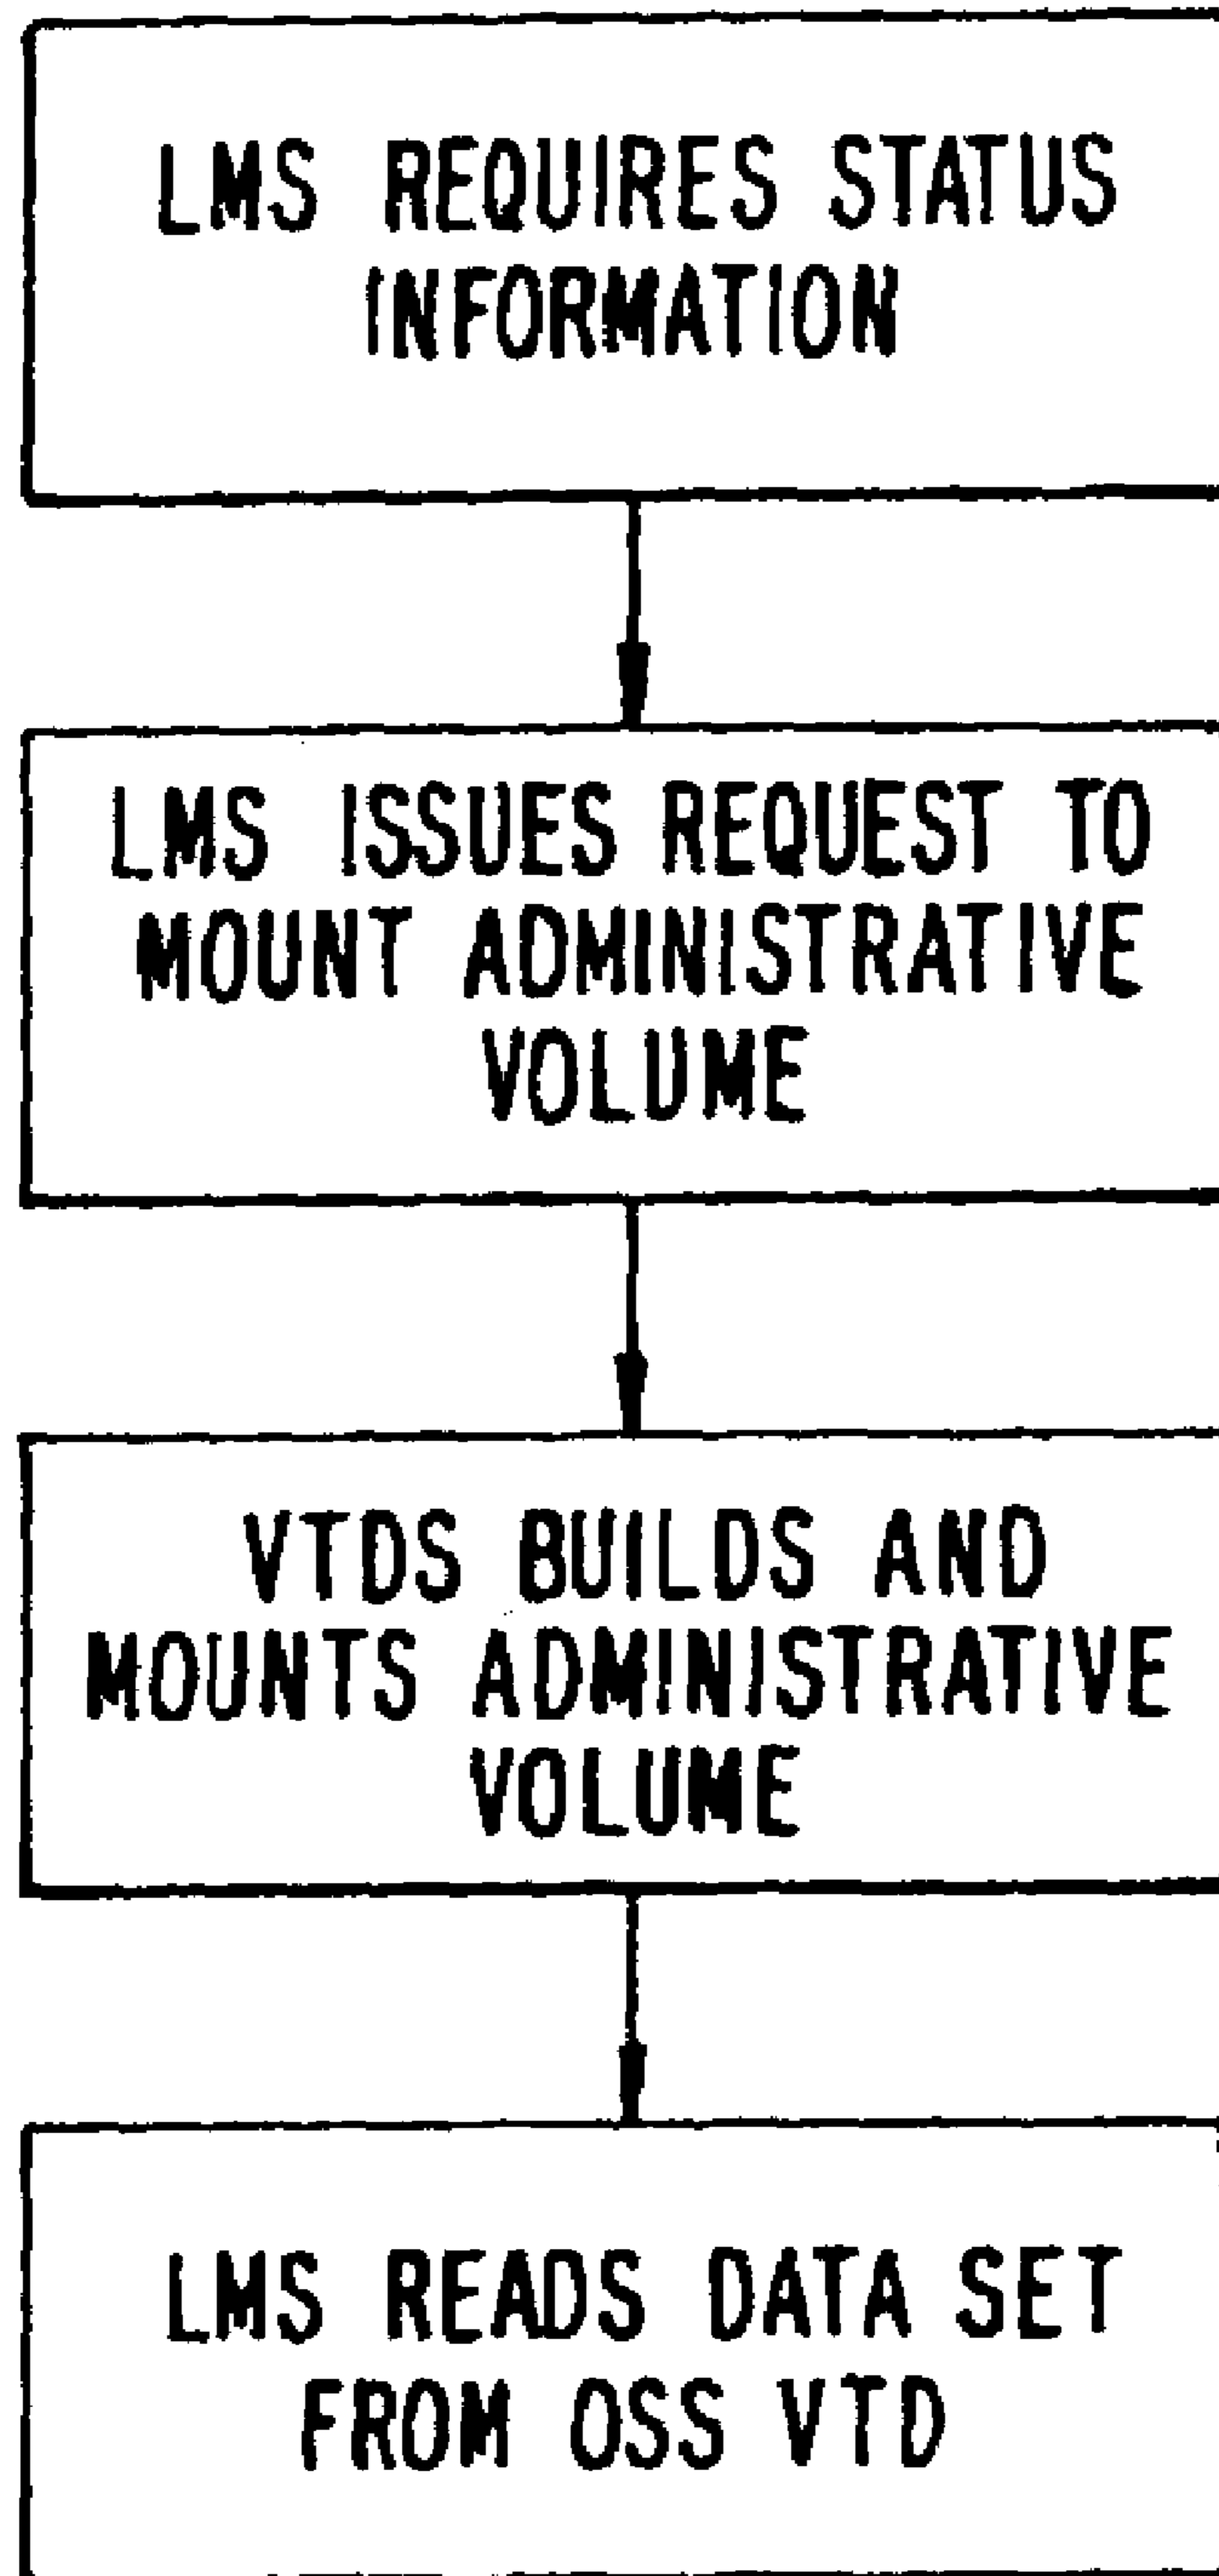 LMS REQUIRES STATUS
INFORMATION
LMS ISSUES REQUEST TO
MOUNT ADMINISTRATIVE
VOLUME
VTDS BUILDS AND
MOUNTS ADMINISTRATIVE
VOLUME
LMS READS DATA SET
FROM OSS VTD